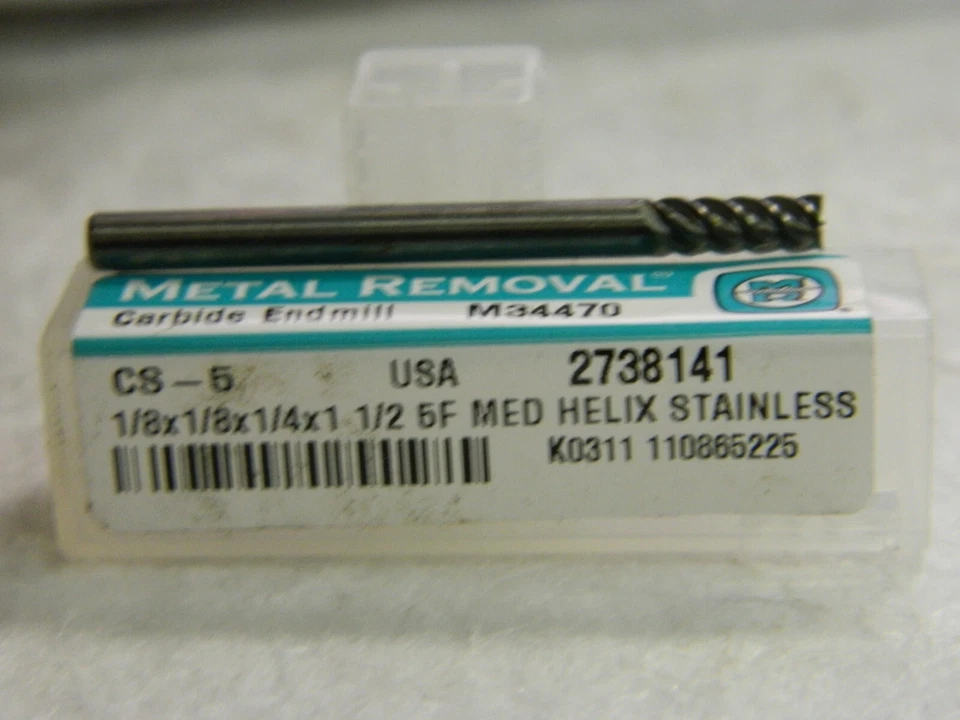 METAL REMOVAL™
Carbide Endmill M34470
CS-5 USA 2738141
1/8x1/8x1/4x1 1/2 5F MED HELIX STAINLESS
K0311 110865225